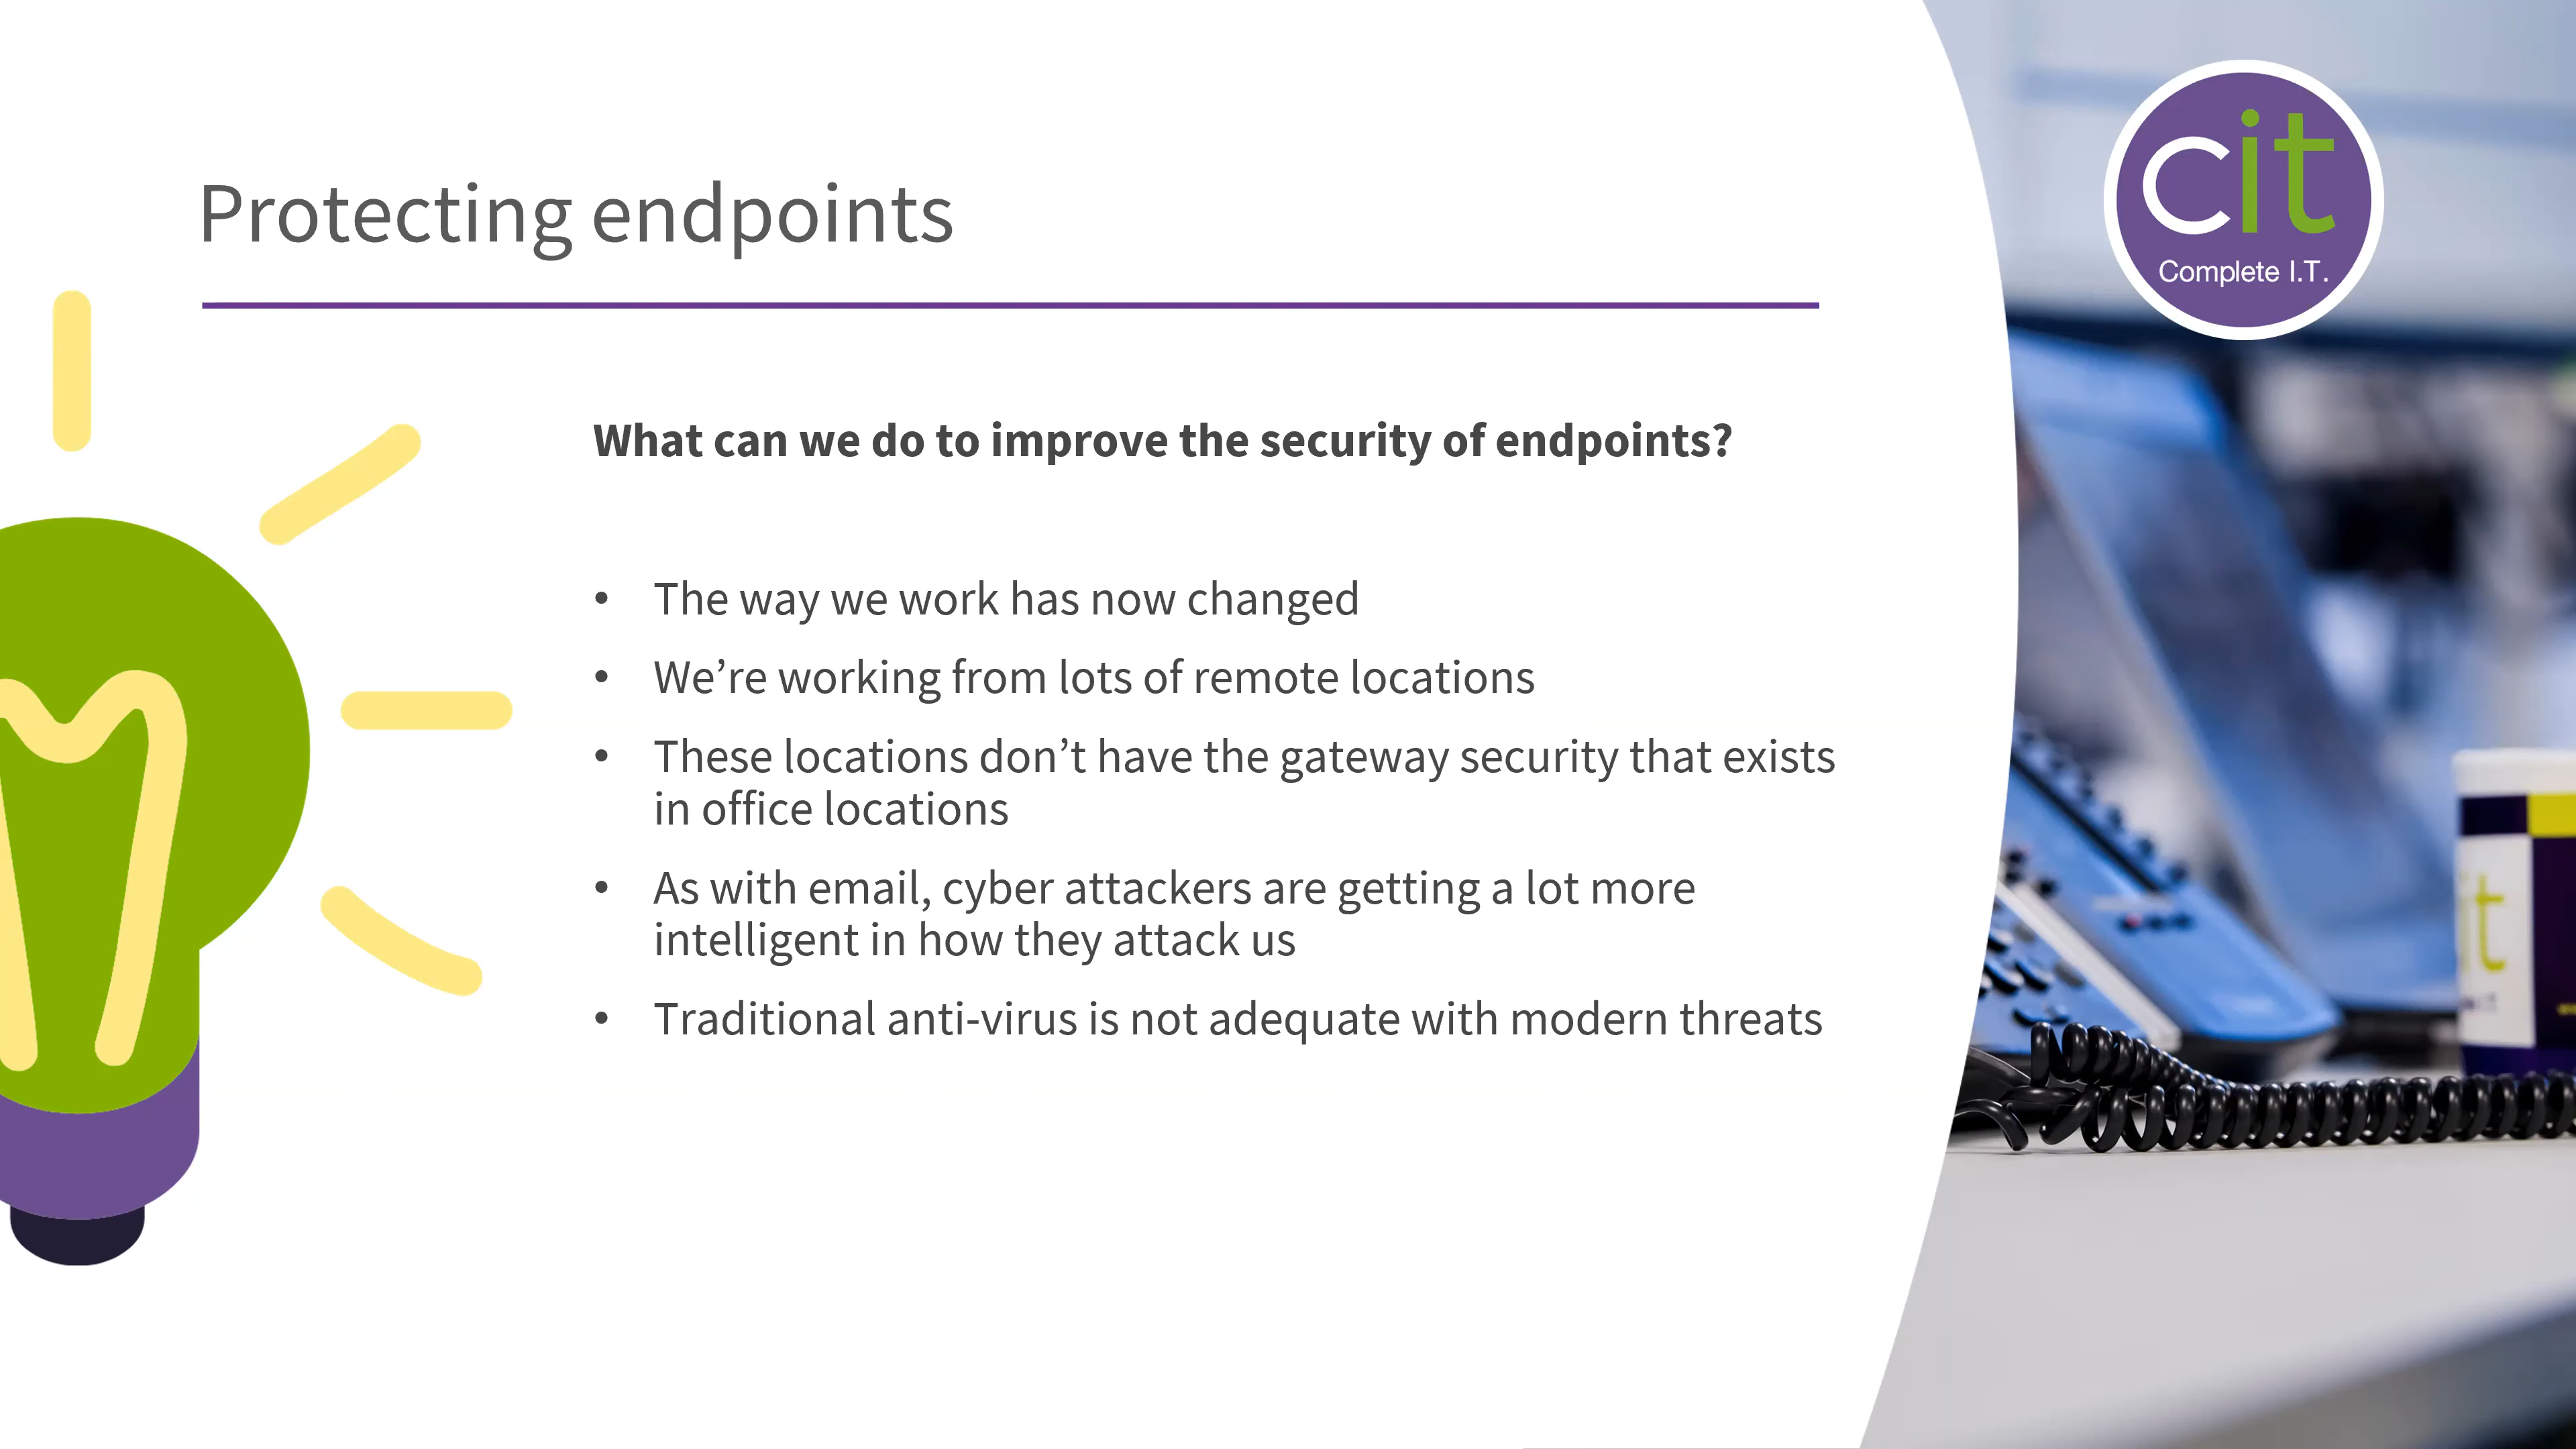 Protecting endpoints
cit
Complete I.T.
What can we do to improve the security of endpoints?
• The way we work has now changed
• We’re working from lots of remote locations
• These locations don’t have the gateway security that exists
in office locations
• As with email, cyber attackers are getting a lot more
intelligent in how they attack us
• Traditional anti-virus is not adequate with modern threats
it